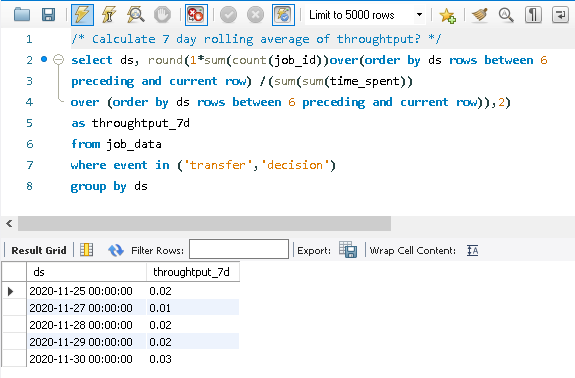 Limit to 5000 rows
1 /* Calculate 7 day rolling average of throughtput? */
2 select ds, round(1*sum(count(job_id))over(order by ds rows between 6
3 preceding and current row) /(sum(sum(time_spent))
4 over (order by ds rows between 6 preceding and current row)),2)
5 as throughtput_7d
6 from job_data
7 where event in ('transfer','decision')
8 group by ds
Result Grid Filter Rows: Export: Wrap Cell Content: IA
ds throughtput_7d
2020-11-25 00:00:00 0.02
2020-11-27 00:00:00 0.01
2020-11-28 00:00:00 0.02
2020-11-29 00:00:00 0.02
2020-11-30 00:00:00 0.03